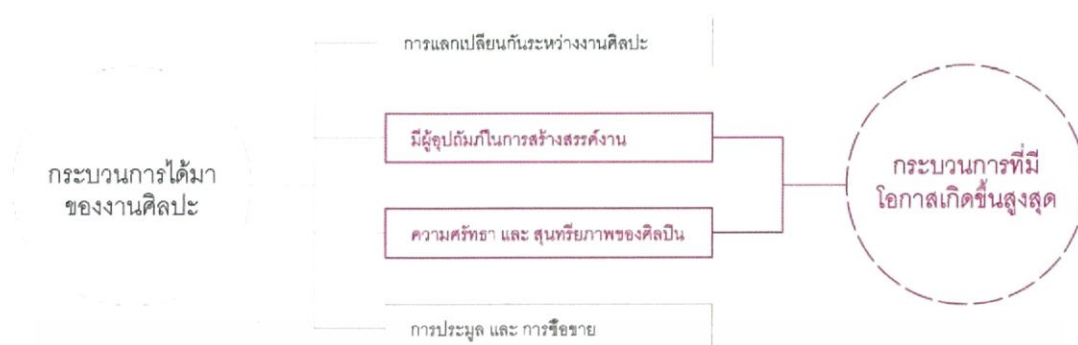 การแลกเปลี่ยนกันระหว่างงานศิลปะ
มีผู้อุปถัมภ์ในการสร้างสรรค์งาน
กระบวนการได้มา
ของงานศิลปะ
กระบวนการที่มี
โอกาสเกิดขึ้นสูงสุด
ความศรัทธา และ สุนทรียภาพของศิลปิน
การประมูล และ การซื้อขาย